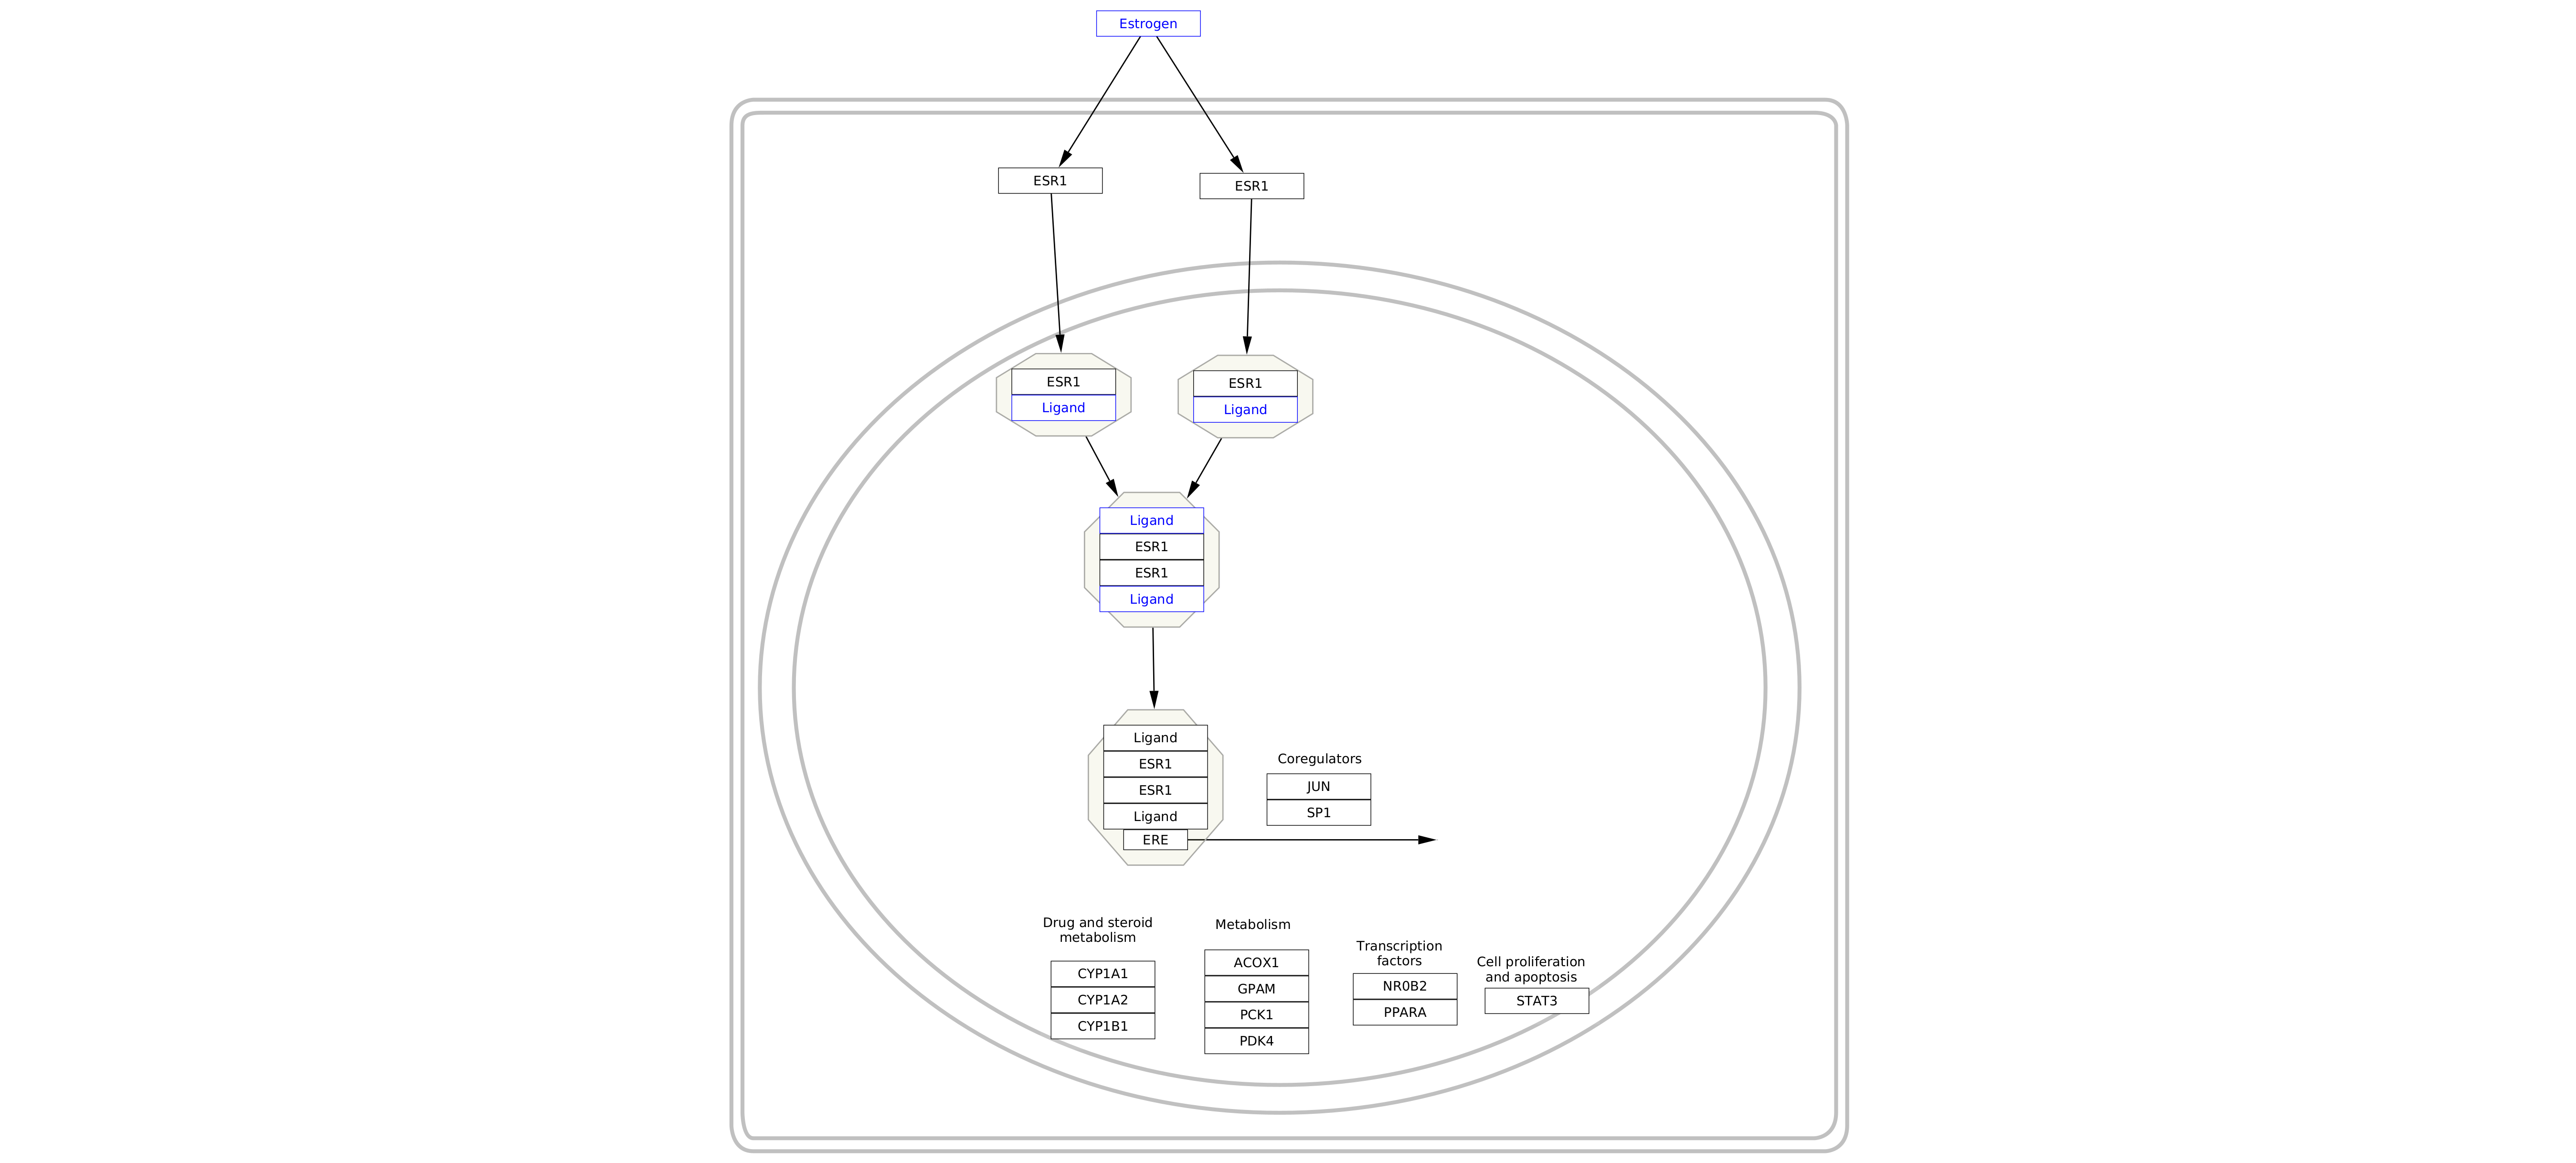 Estrogen
ESR1
ESR1
ESR1
Ligand
ESR1
Ligand
Ligand
ESR1
ESR1
Ligand
Ligand
ESR1
ESR1
Ligand
ERE
Coregulators
JUN
SP1
Drug and steroid
metabolism
CYP1A1
CYP1A2
CYP1B1
Metabolism
ACOX1
GPAM
PCK1
PDK4
Transcription
factors
NR0B2
PPARA
Cell proliferation
and apoptosis
STAT3